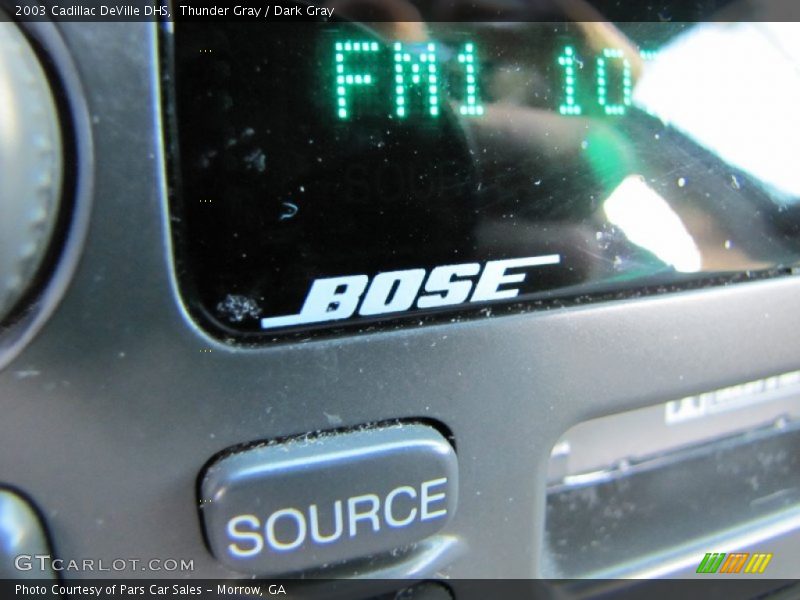 2003 Cadillac DeVille DHS, Thunder Gray / Dark Gray
FM1 10
BOSE
SOURCE
GTCARLOT.COM
Photo Courtesy of Pars Car Sales - Morrow, GA